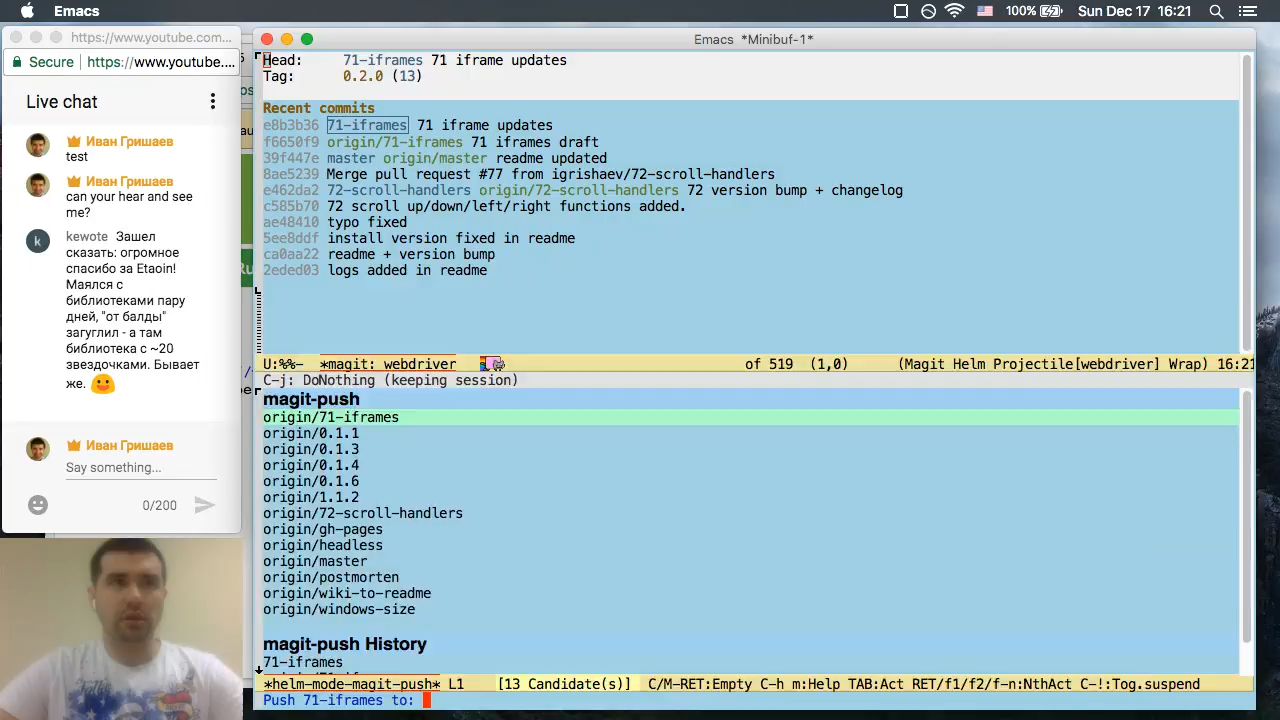 Emacs
100%
Sun Dec 17 16:21
https://www.youtube.com...
Secure
https://www.youtube....
Live chat
Иван Гришаев
test
Иван Гришаев
can your hear and see
me?
kewote Зашел
сказать: огромное
спасибо за Etaoin!
Маялся с
библиотеками пару
дней, "от балды"
загуглил - а там
библиотека с ~20
звездочками. Бывает
же.
Иван Гришаев
Say something...
0/200
Emacs *Minibuf-1*
Head: 71-iframes 71 iframe updates
Tag: 0.2.0 (13)
Recent commits
e8b3b36 71-iframes 71 iframe updates
f6650f9 origin/71-iframes 71 iframes draft
39f447e master origin/master readme updated
8ae5239 Merge pull request #77 from igrishaev/72-scroll-handlers
e462da2 72-scroll-handlers origin/72-scroll-handlers 72 version bump + changelog
c585b70 72 scroll up/down/left/right functions added.
ae48410 typo fixed
5ee8ddf install version fixed in readme
ca0aa22 readme + version bump
2eded03 logs added in readme
U:%%- *magit: webdriver of 519 (1,0) (Magit Helm Projectile[webdriver] Wrap) 16:21
C-j: DoNothing (keeping session)
magit-push
origin/71-iframes
origin/0.1.1
origin/0.1.3
origin/0.1.4
origin/0.1.6
origin/1.1.2
origin/72-scroll-handlers
origin/gh-pages
origin/headless
origin/master
origin/postmorten
origin/wiki-to-readme
origin/windows-size
magit-push History
71-iframes
*helm-mode-magit-push* L1 [13 Candidate(s)] C/M-RET:Empty C-h m:Help TAB:Act RET/f1/f2/f-n:NthAct C-!:Tog.suspend
Push 71-iframes to: